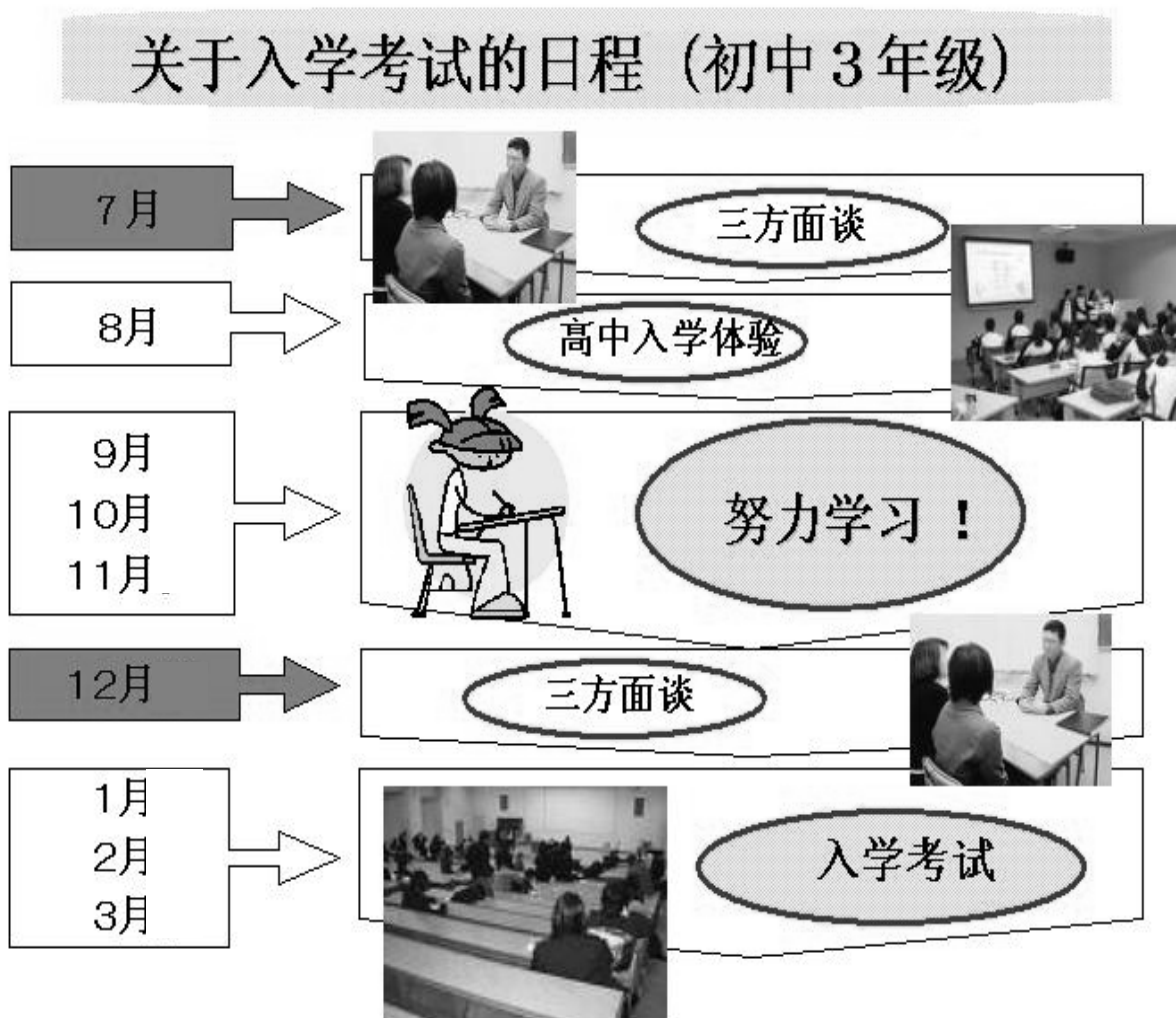 关于入学考试的日程（初中３年级）
7月
三方面谈
8月
高中入学体验
9月
10月
11月
努力学习！
12月
三方面谈
1月
2月
3月
入学考试